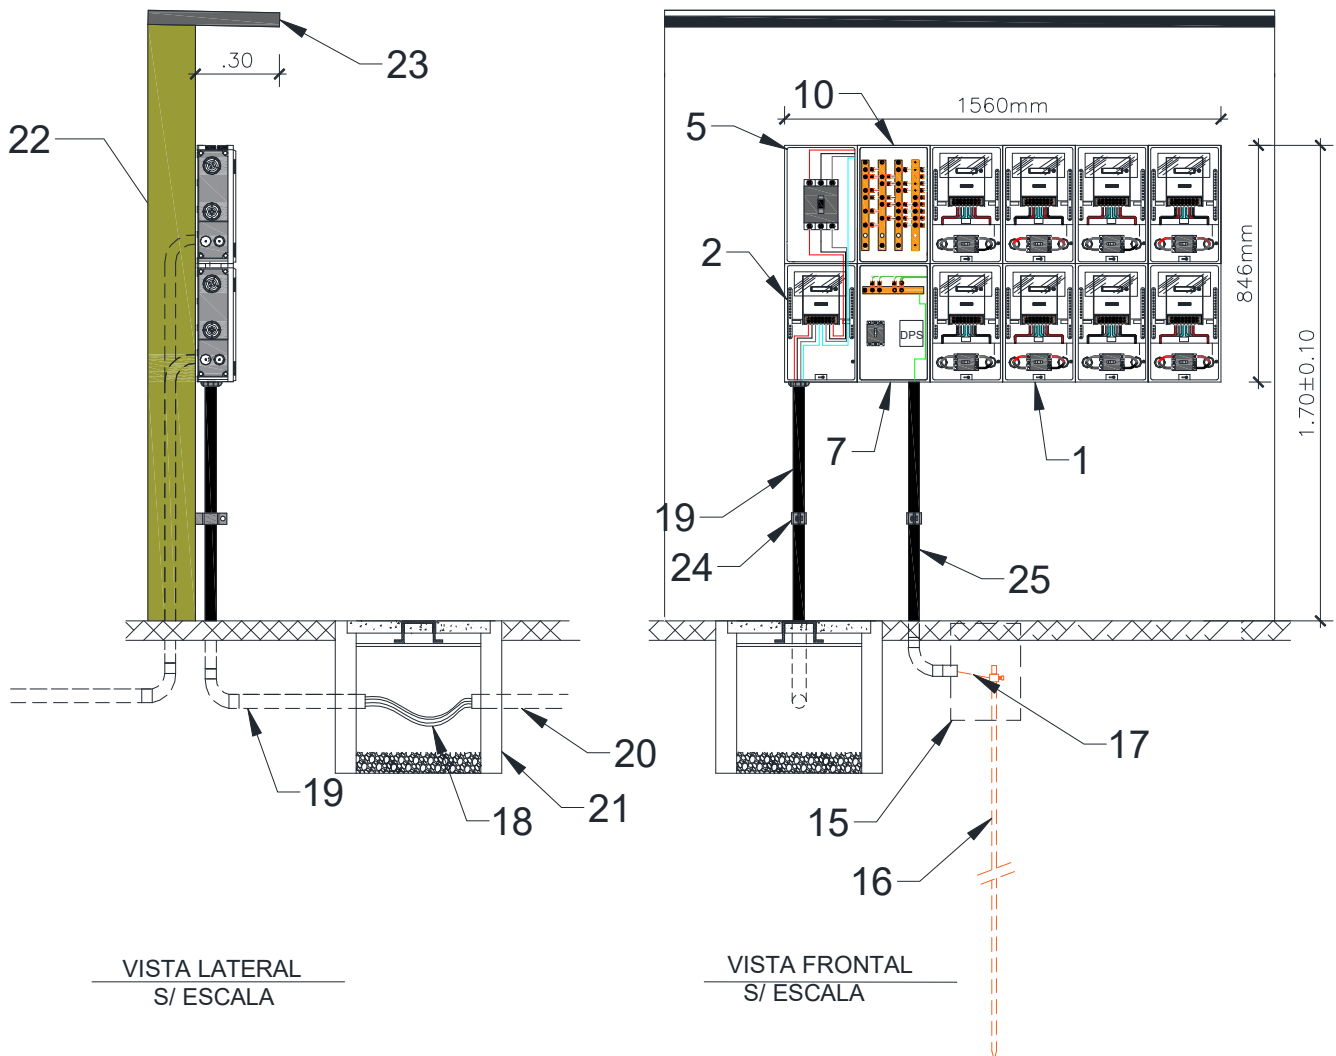 23
.30
22
10
1560mm
5
2
DPS
846mm
1.70±0.10
7
1
19
24
25
20
19
21
18
17
15
16
VISTA LATERAL
S/ ESCALA
VISTA FRONTAL
S/ ESCALA